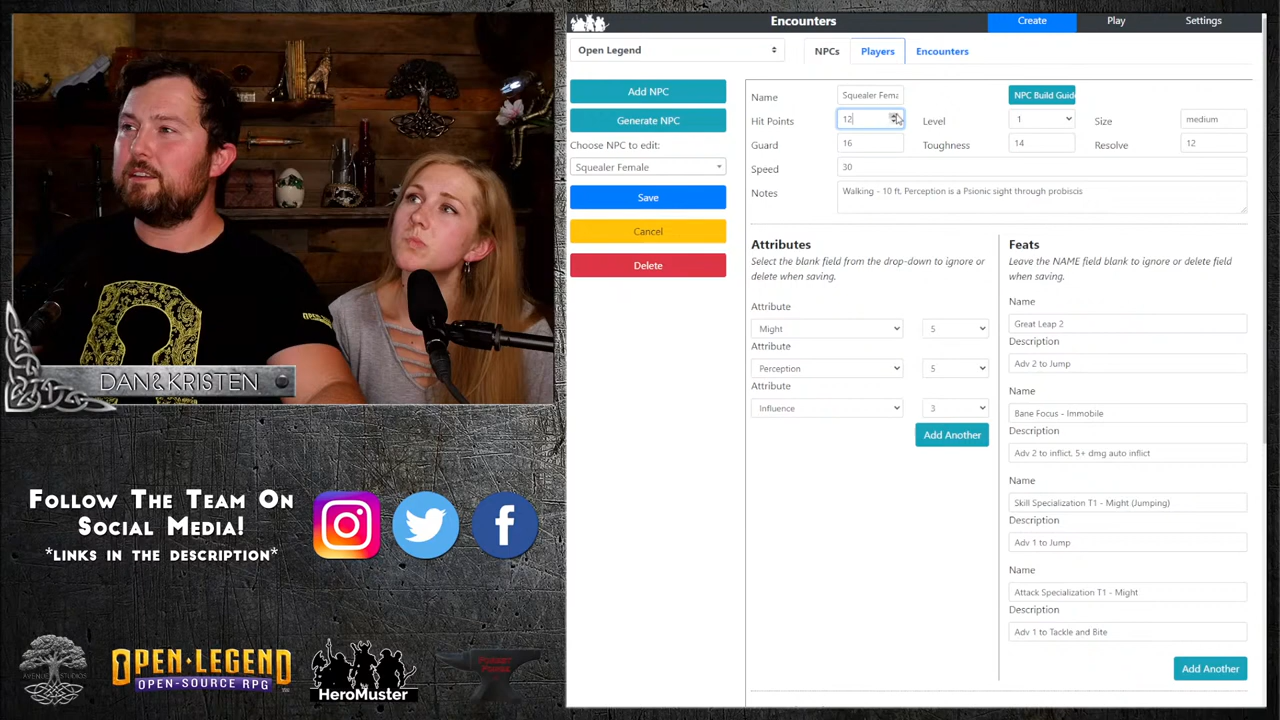 Encounters
Create
Play
Settings
Open Legend
NPCs
Players
Encounters
Add NPC
Generate NPC
Choose NPC to edit:
Squealer Female
Save
Cancel
Delete
Name
Squealer Fema
NPC Build Guid
Hit Points
12
Level
1
Size
medium
Guard
16
Toughness
14
Resolve
12
Speed
30
Notes
Walking - 10 ft, Perception is a Psionic sight through probiscis
Attributes
Select the blank field from the drop-down to ignore or
delete when saving.
Attribute
Might
5
Attribute
Perception
5
Attribute
Influence
3
Add Another
Feats
Leave the NAME field blank to ignore or delete field
when saving.
Name
Great Leap 2
Description
Adv 2 to Jump
Name
Bane Focus - Immobile
Description
Adv 2 to inflict, 5+ dmg auto inflict
Name
Skill Specialization T1 - Might (Jumping)
Description
Adv 1 to Jump
Name
Attack Specialization T1 - Might
Description
Adv 1 to Tackle and Bite
Add Another
DAN & KRISTEN
Follow The Team On
Social Media!
*Links in the description*
AVENUE STUDIOS
OPEN LEGEND
OPEN-SOURCE RPG
HeroMuster